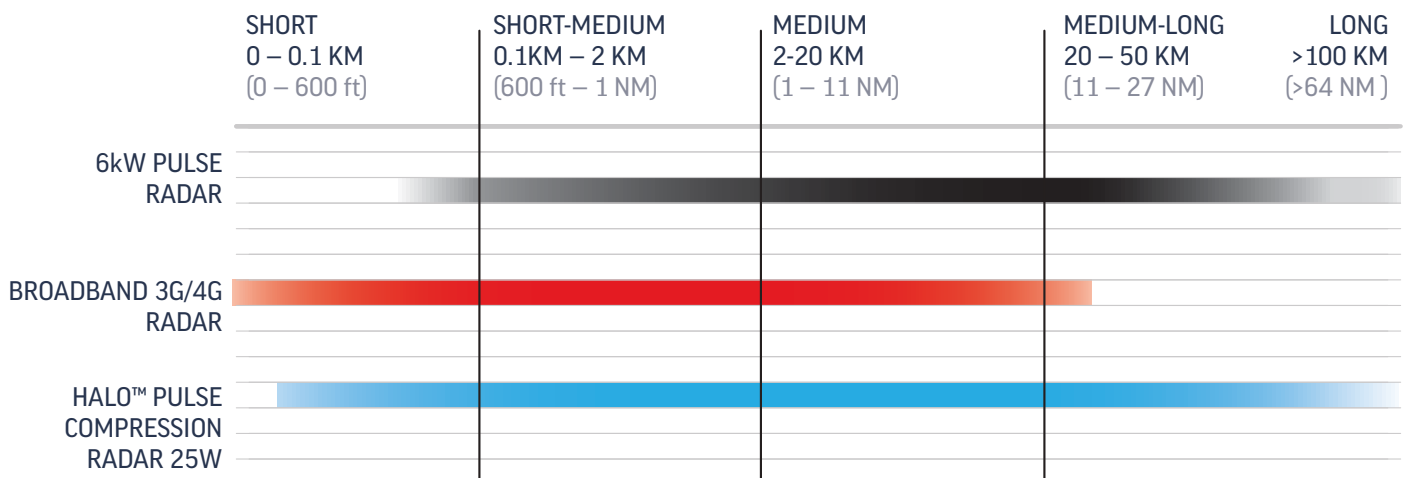 SHORT
0 – 0.1 KM
(0 – 600 ft)
SHORT-MEDIUM
0.1KM – 2 KM
(600 ft – 1 NM)
MEDIUM
2-20 KM
(1 – 11 NM)
MEDIUM-LONG
20 – 50 KM
(11 – 27 NM)
LONG
>100 KM
(>64 NM )
6kW PULSE
RADAR
BROADBAND 3G/4G
RADAR
HALO™ PULSE
COMPRESSION
RADAR 25W